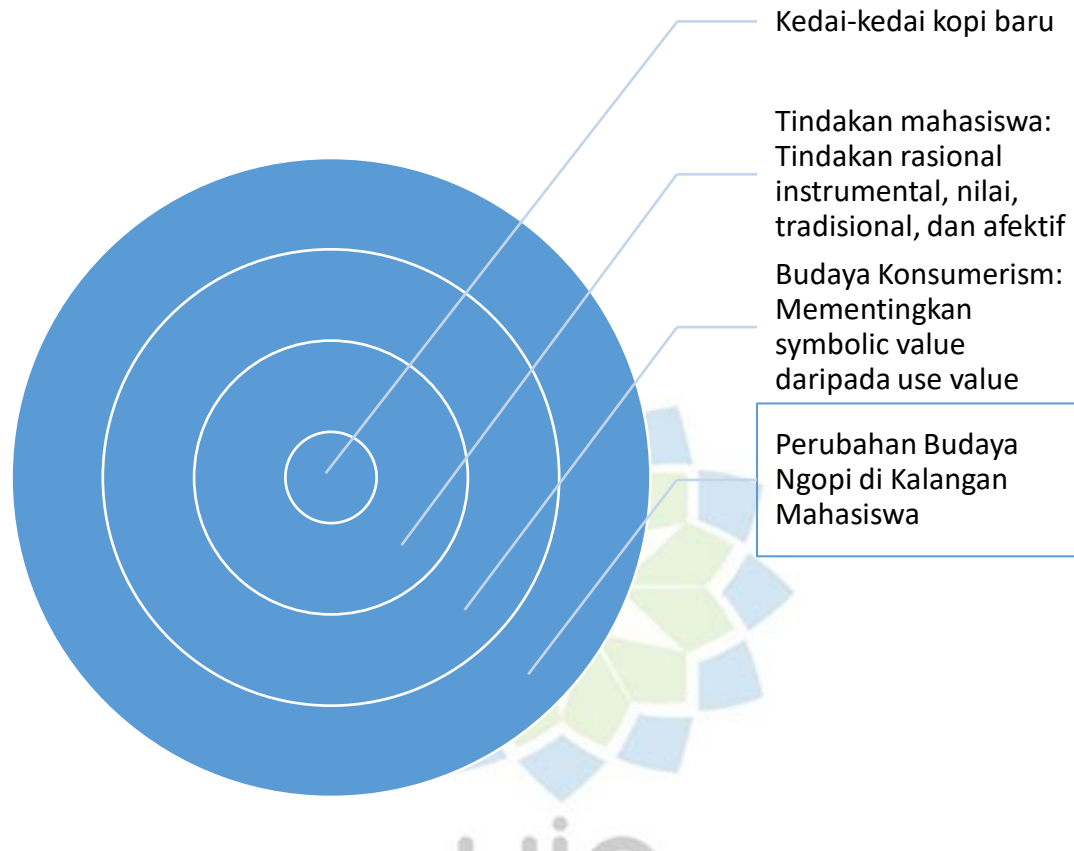 Kedai-kedai kopi baru
Tindakan mahasiswa:
Tindakan rasional
instrumental, nilai,
tradisional, dan afektif
Budaya Konsumerism:
Mementingkan
symbolic value
daripada use value
Perubahan Budaya
Ngopi di Kalangan
Mahasiswa